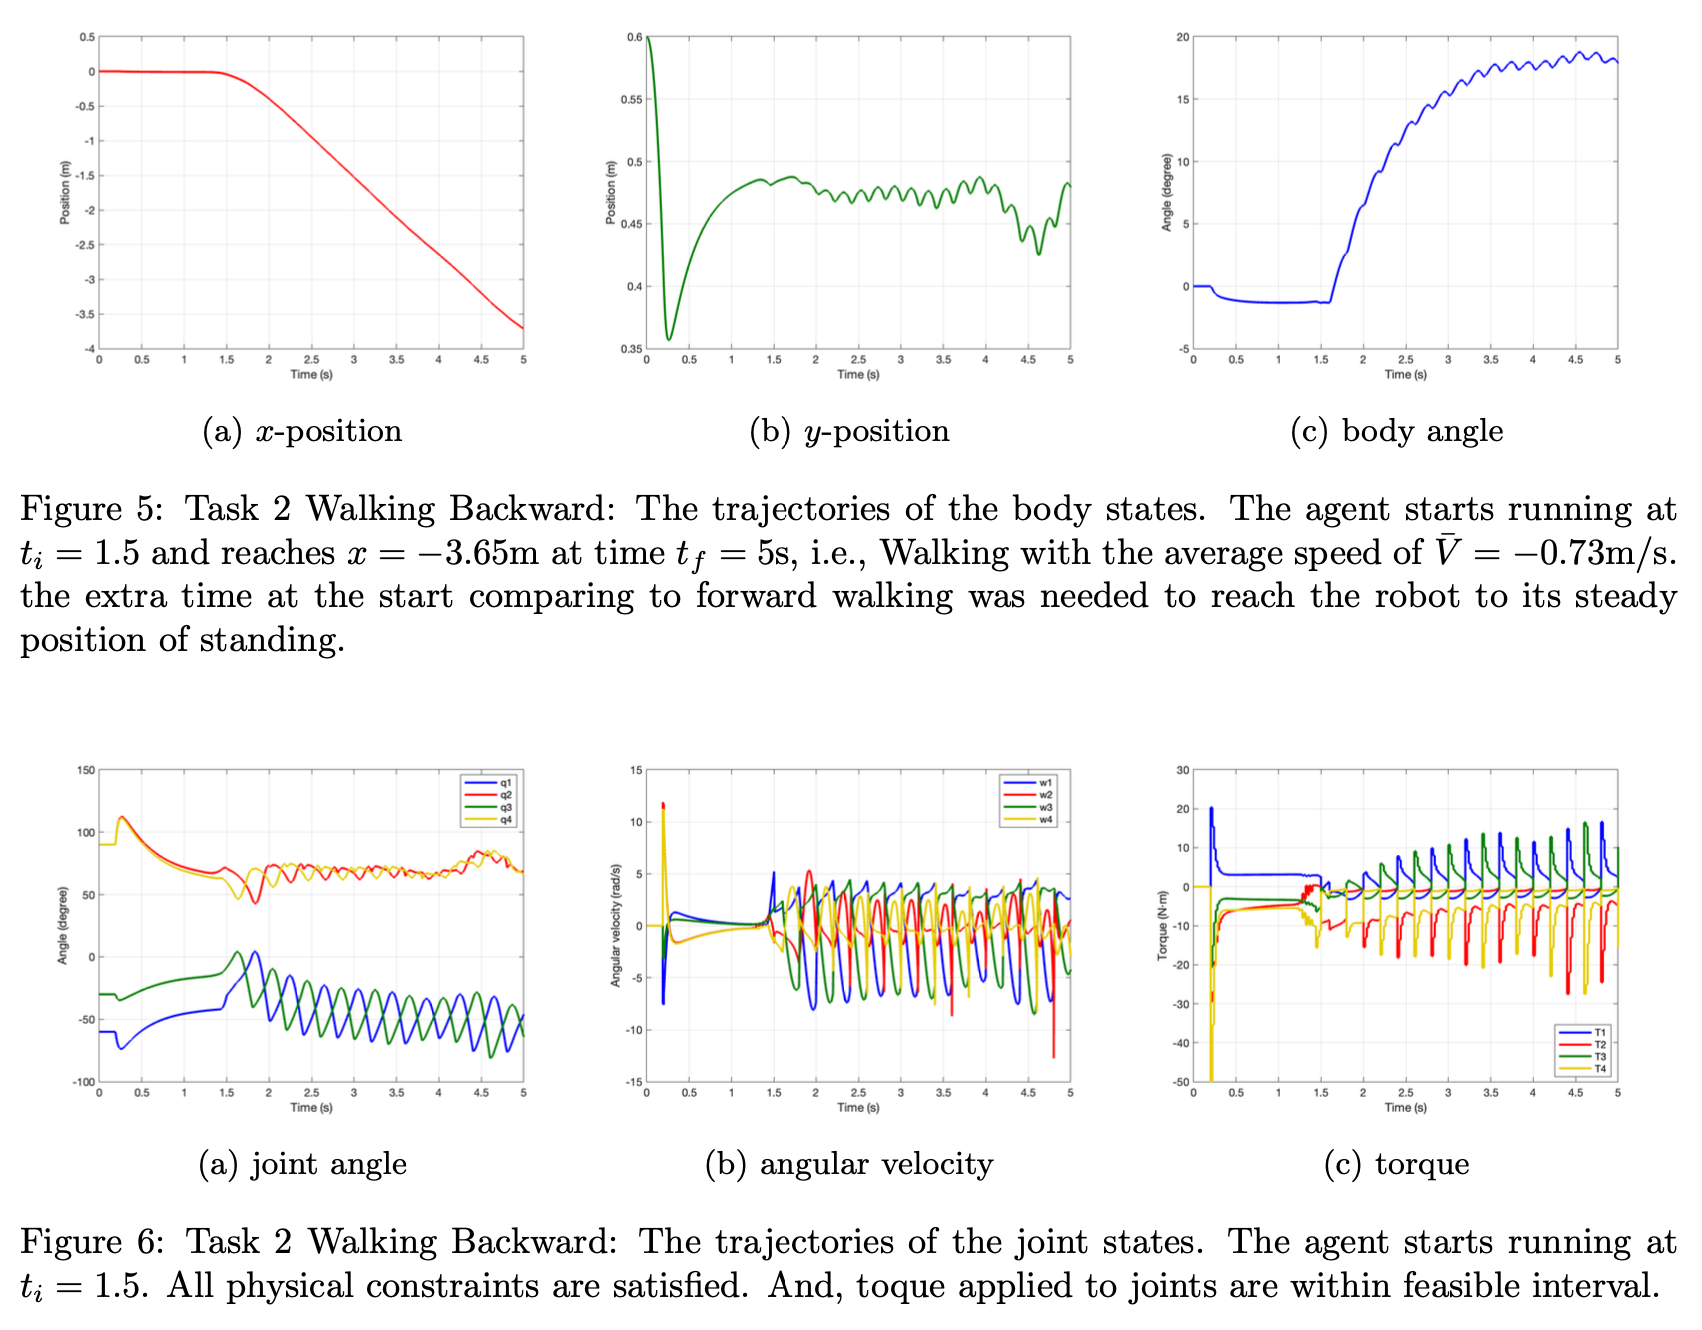 0.5
0
-0.5
-1
-1.5
-2
-2.5
-3
-3.5
-4
Position (m)
0 0.5 1 1.5 2 2.5 3 3.5 4 4.5 5
Time (s)
(a) x-position
0.6
0.55
0.5
0.45
0.4
0.35
Position (m)
0 0.5 1 1.5 2 2.5 3 3.5 4 4.5 5
Time (s)
(b) y-position
20
15
10
5
0
-5
Angle (degree)
0 0.5 1 1.5 2 2.5 3 3.5 4 4.5 5
Time (s)
(c) body angle
Figure 5: Task 2 Walking Backward: The trajectories of the body states. The agent starts running at
tᵢ = 1.5 and reaches x = −3.65m at time t_f = 5s, i.e., Walking with the average speed of V̄ = −0.73m/s.
the extra time at the start comparing to forward walking was needed to reach the robot to its steady
position of standing.
150
100
50
0
-50
-100
Angle (degree)
q1
q2
q3
q4
0 0.5 1 1.5 2 2.5 3 3.5 4 4.5 5
Time (s)
(a) joint angle
15
10
5
0
-5
-10
-15
Angular velocity (rad/s)
w1
w2
w3
w4
0 0.5 1 1.5 2 2.5 3 3.5 4 4.5 5
Time (s)
(b) angular velocity
30
20
10
0
-10
-20
-30
-40
-50
Torque (N·m)
T1
T2
T3
T4
0 0.5 1 1.5 2 2.5 3 3.5 4 4.5 5
Time (s)
(c) torque
Figure 6: Task 2 Walking Backward: The trajectories of the joint states. The agent starts running at
tᵢ = 1.5. All physical constraints are satisfied. And, toque applied to joints are within feasible interval.